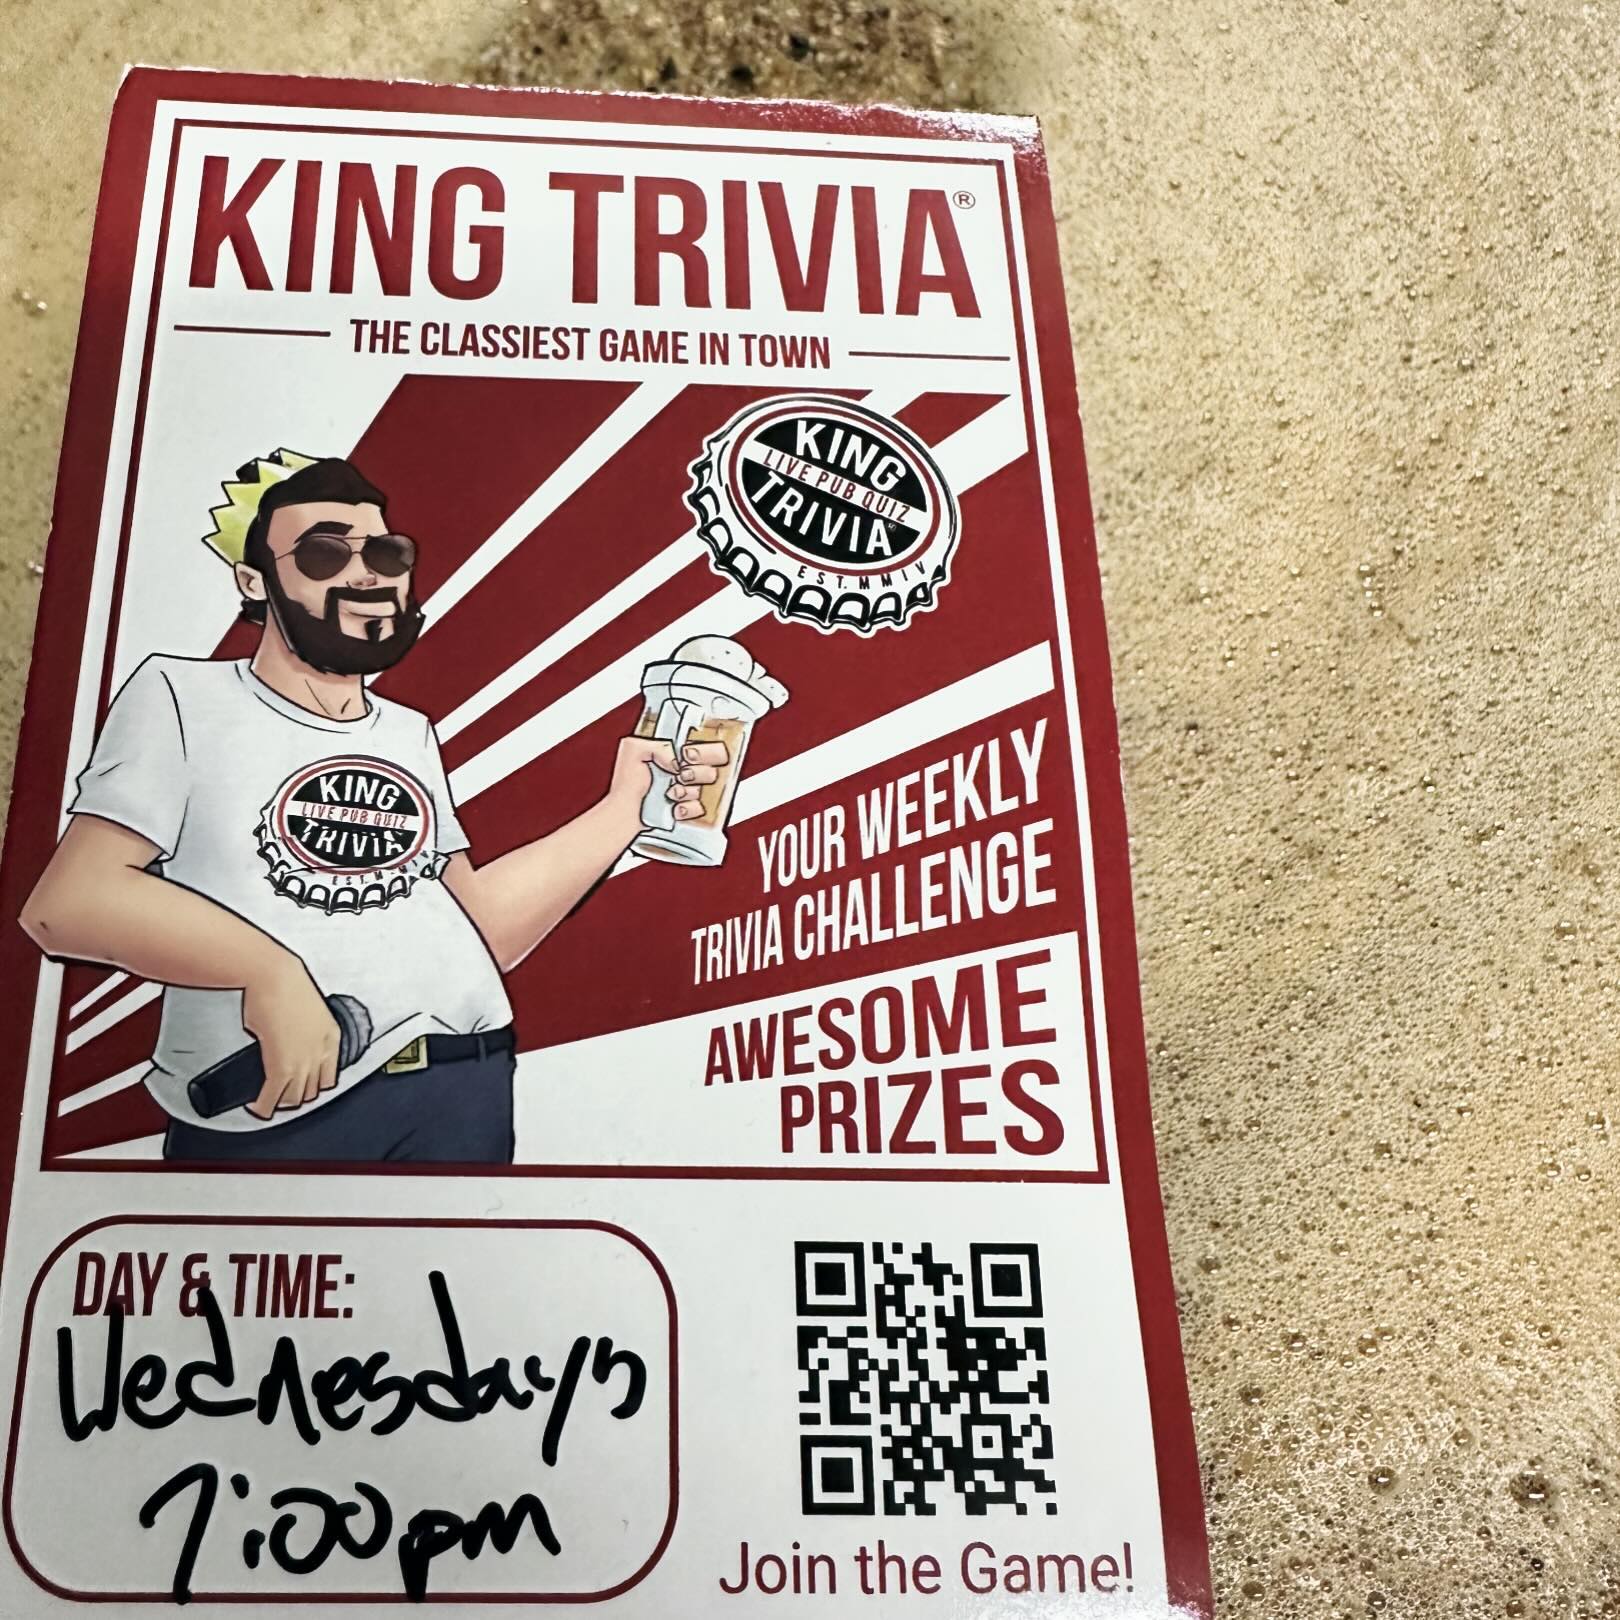 KING TRIVIA®
THE CLASSIEST GAME IN TOWN
KING
LIVE PUB QUIZ
TRIVIA
EST. MMIV
KING
LIVE PUB QUIZ
TRIVIA
EST. M
YOUR WEEKLY
TRIVIA CHALLENGE
AWESOME
PRIZES
DAY & TIME:
Wednesdays
7:00pm
Join the Game!